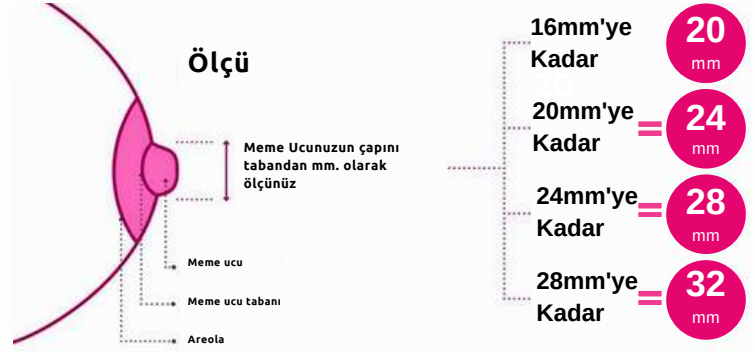 Ölçü
Meme Ucunuzun çapını
tabandan mm. olarak
ölçünüz
Meme ucu
Meme ucu tabanı
Areola
16mm'ye
Kadar
20
mm
20mm'ye
Kadar
=
24
mm
24mm'ye
Kadar
=
28
mm
28mm'ye
Kadar
=
32
mm